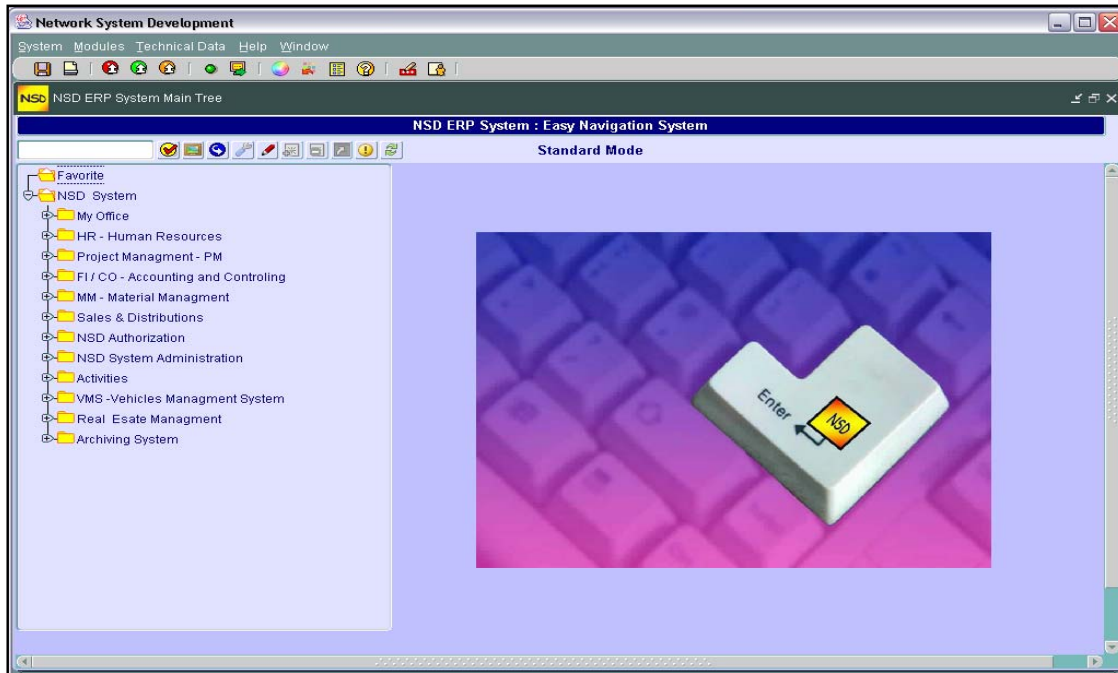 Network System Development
System Modules Technical Data Help Window
NSD NSD ERP System Main Tree
NSD ERP System : Easy Navigation System
Standard Mode
Favorite
NSD System
My Office
HR - Human Resources
Project Managment - PM
FI / CO - Accounting and Controling
MM - Material Managment
Sales & Distributions
NSD Authorization
NSD System Administration
Activities
VMS -Vehicles Managment System
Real Esate Managment
Archiving System
Enter
NSD